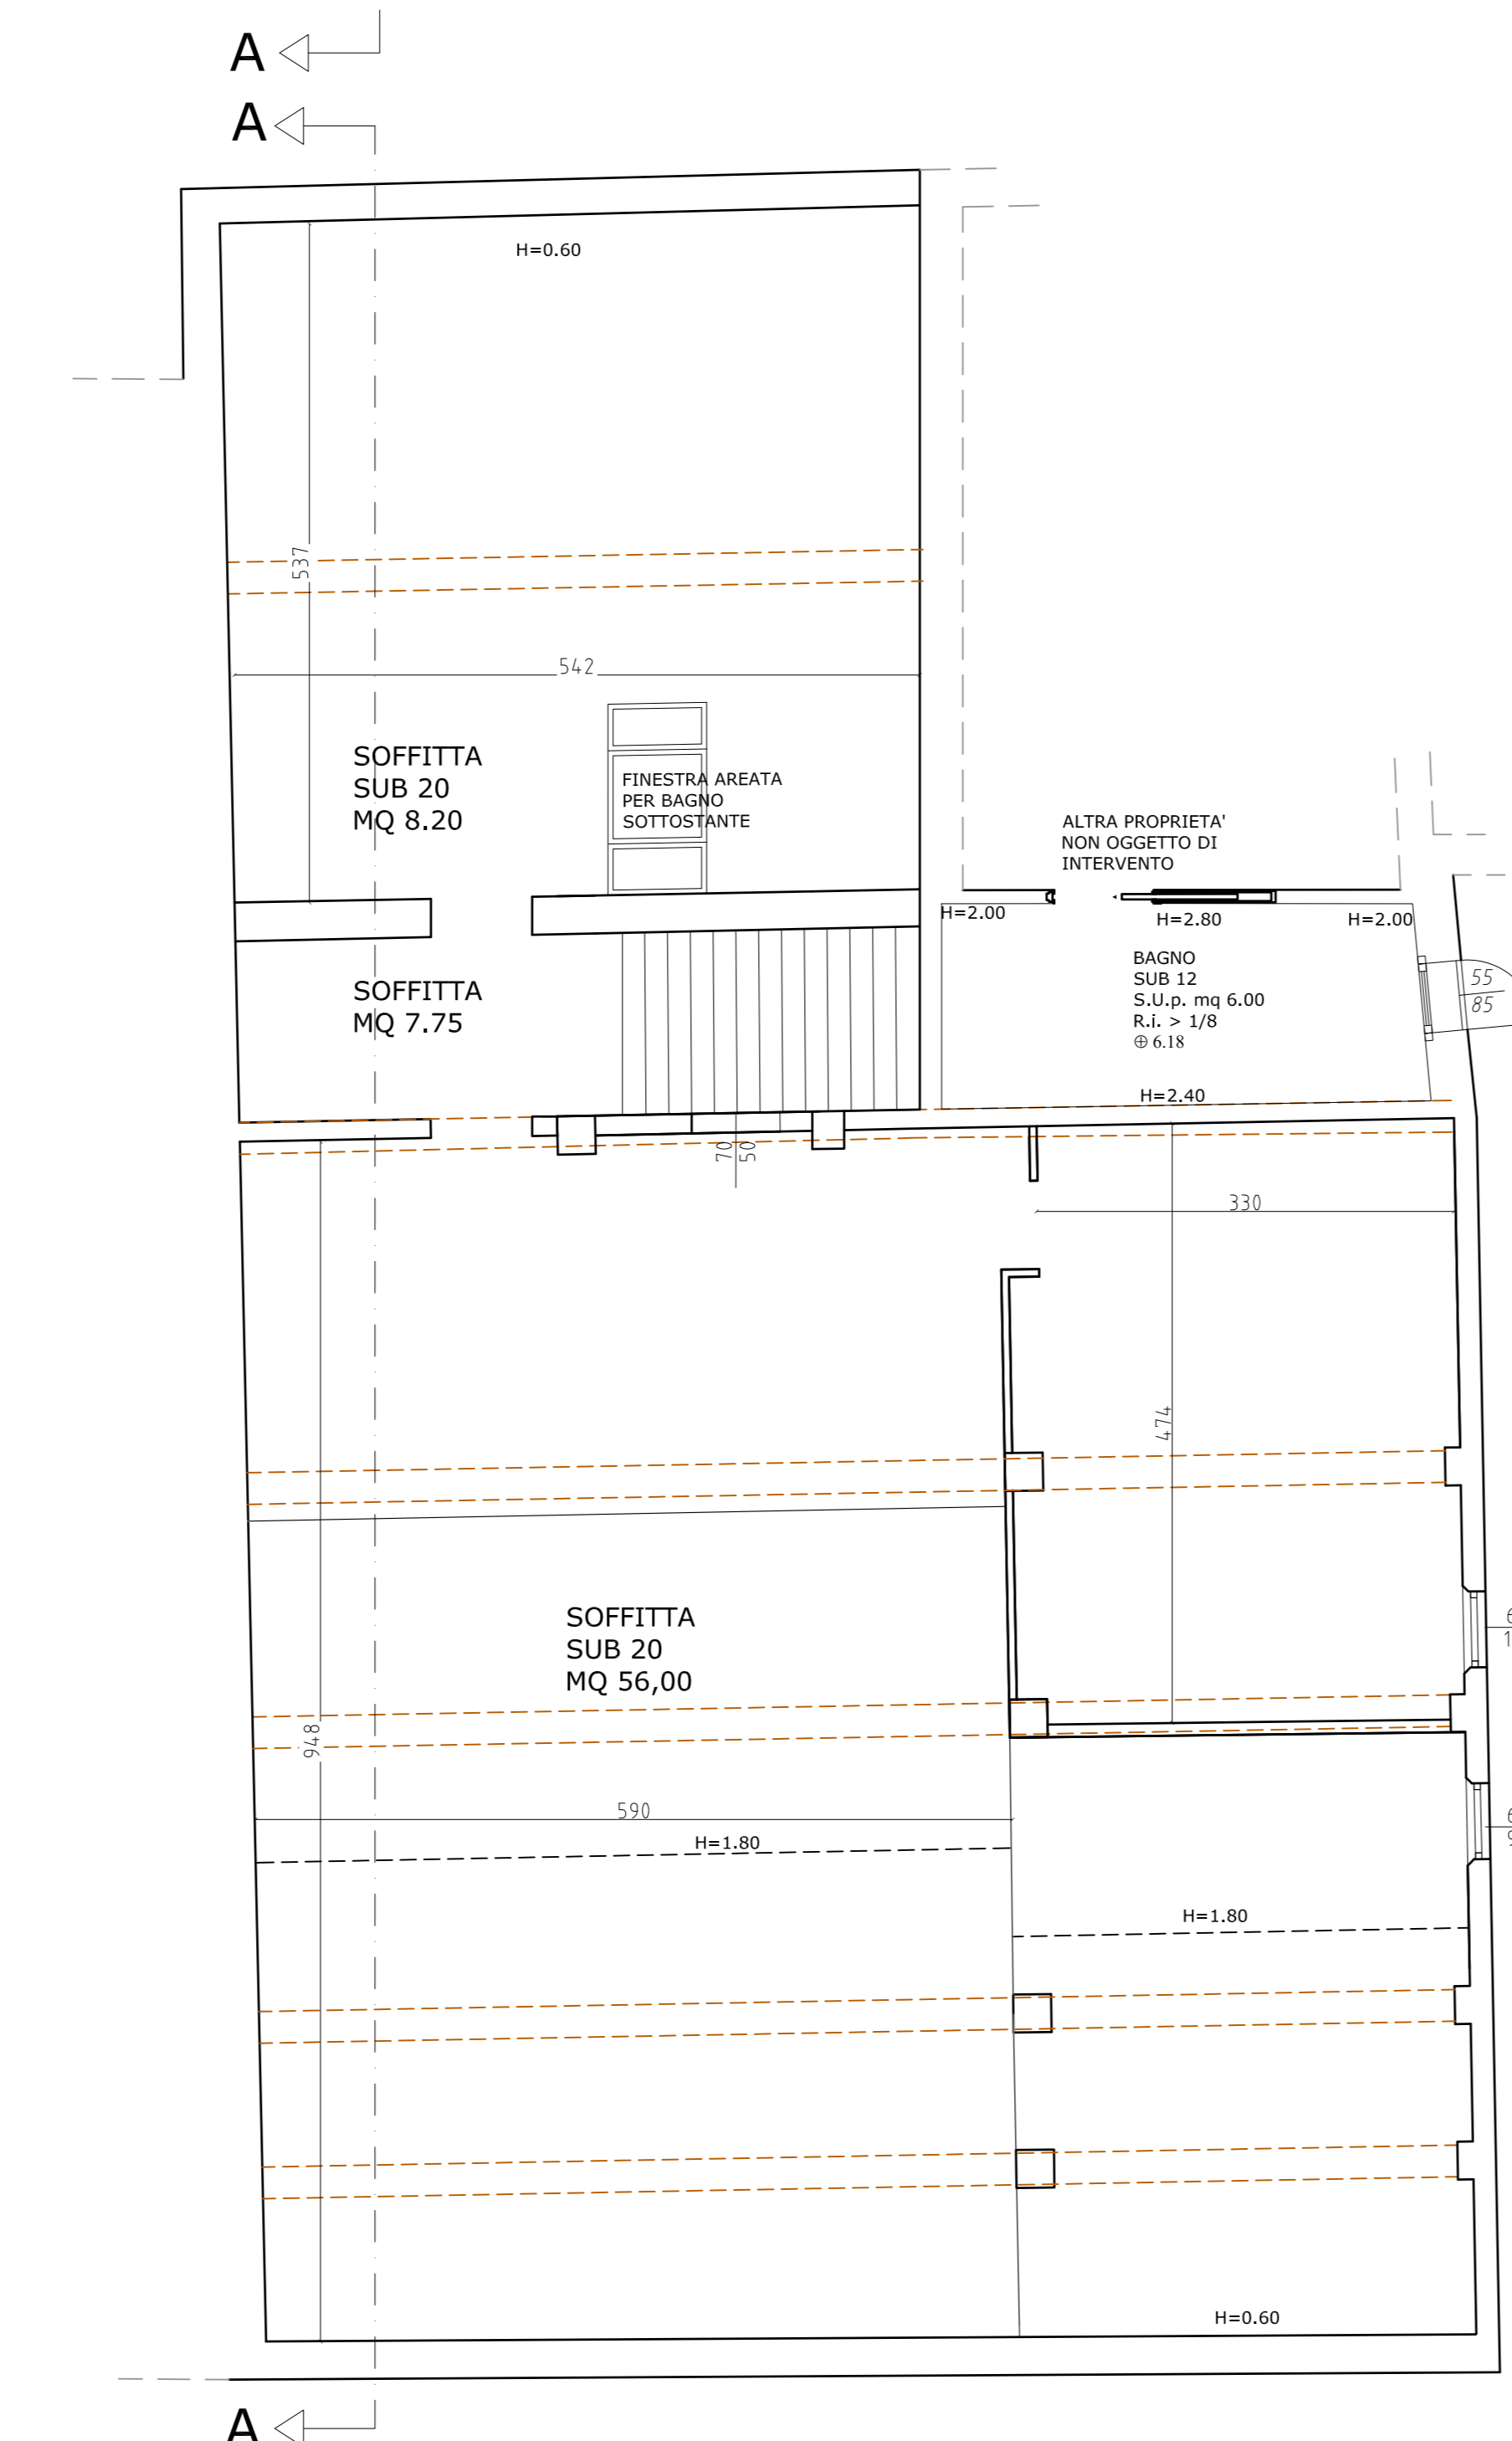 A
A
H=0.60
537
542
SOFFITTA
SUB 20
MQ 8.20
FINESTRA AREATA
PER BAGNO
SOTTOSTANTE
ALTRA PROPRIETA'
NON OGGETTO DI
INTERVENTO
H=2.00
H=2.80
H=2.00
BAGNO
SUB 12
S.U.p. mq 6.00
R.i. > 1/8
⊕ 6.18
55
85
SOFFITTA
MQ 7.75
H=2.40
70
50
330
474
SOFFITTA
SUB 20
MQ 56,00
948
590
H=1.80
H=1.80
H=0.60
A